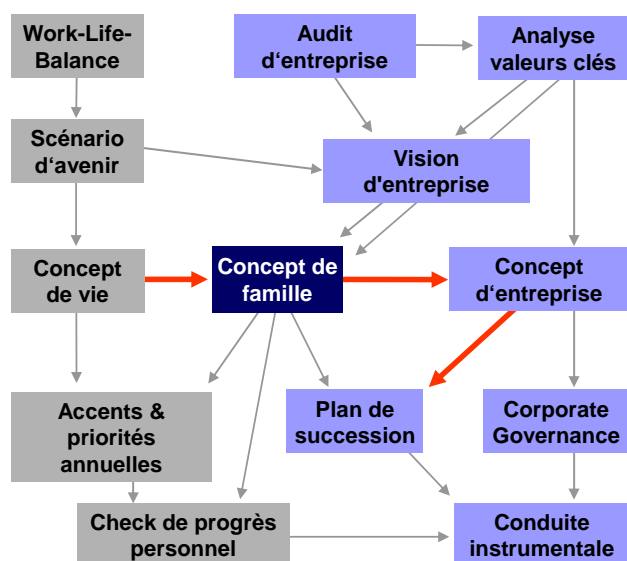 Work-Life-
Balance
Audit
d'entreprise
Analyse
valeurs clés
Scénario
d‘avenir
Vision
d'entreprise
Concept
de vie
Concept de
famille
Concept
d‘entreprise
Accents &
priorités
annuelles
Plan de
succession
Corporate
Governance
Check de progrès
personnel
Conduite
instrumentale